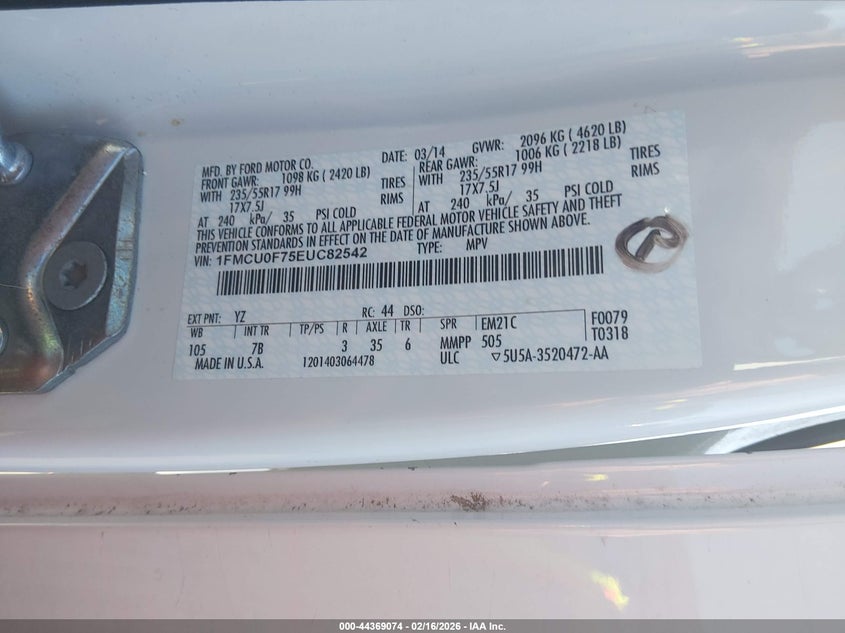 MFD. BY FORD MOTOR CO.
DATE: 03/14 GVWR: 2096 KG ( 4620 LB)
FRONT GAWR: 1098 KG ( 2420 LB) REAR GAWR: 1006 KG ( 2218 LB)
WITH 235/55R17 99H TIRES WITH 235/55R17 99H TIRES
17X7.5J RIMS 17X7.5J RIMS
AT 240 kPa/ 35 PSI COLD AT 240 kPa/ 35 PSI COLD
THIS VEHICLE CONFORMS TO ALL APPLICABLE FEDERAL MOTOR VEHICLE SAFETY AND THEFT
PREVENTION STANDARDS IN EFFECT ON THE DATE OF MANUFACTURE SHOWN ABOVE.
VIN: 1FMCU0F75EUC82542 TYPE: MPV
EXT PNT: YZ RC: 44 DSO:
WB INT TR TP/PS R AXLE TR SPR EM21C F0079
105 7B 3 35 6 MMPP 505 T0318
MADE IN U.S.A. 1201403064478 ULC ▽5U5A-3520472-AA
000-44369074 - 02/16/2026 - IAA Inc.